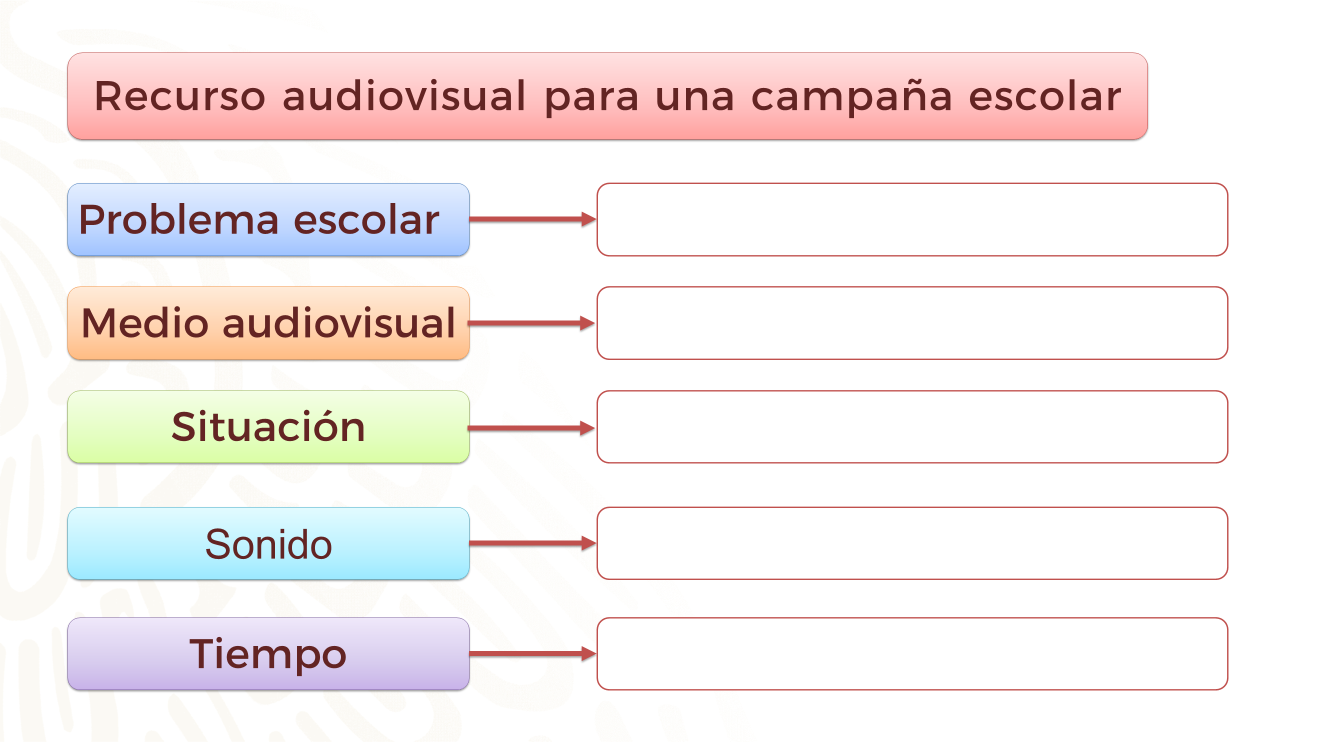 Recurso audiovisual para una campaña escolar
Problema escolar
Medio audiovisual
Situación
Sonido
Tiempo